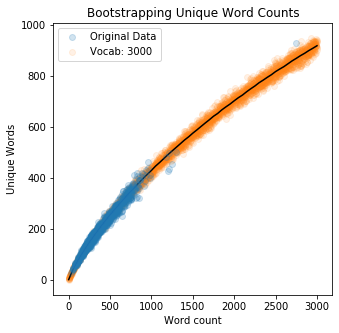 Bootstrapping Unique Word Counts
Original Data
Vocab: 3000
1000
800
600
400
200
0
Unique Words
0 500 1000 1500 2000 2500 3000
Word count